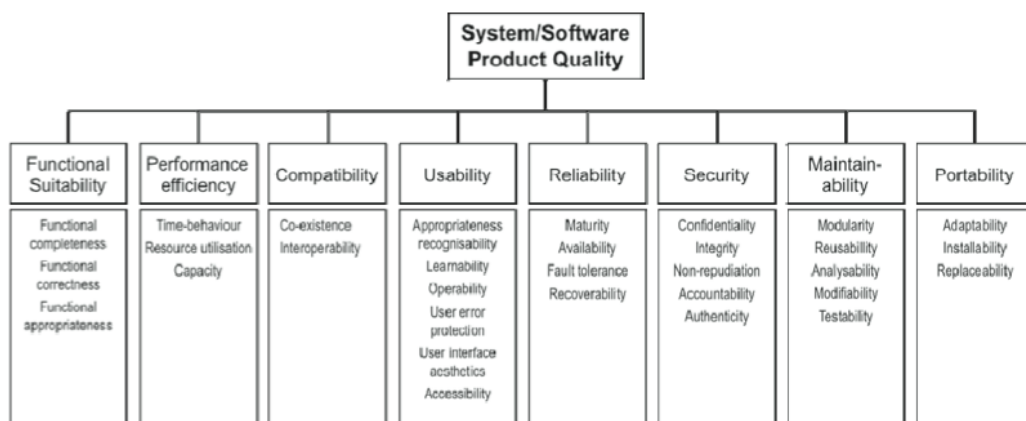 System/Software
Product Quality
Functional
Suitability
Performance
efficiency
Compatibility
Usability
Reliability
Security
Maintain-
ability
Portability
Functional
completeness
Functional
correctness
Functional
appropriateness
Time-behaviour
Resource utilisation
Capacity
Co-existence
Interoperability
Appropriateness
recognisability
Learnability
Operability
User error
protection
User interface
aesthetics
Accessibility
Maturity
Availability
Fault tolerance
Recoverability
Confidentiality
Integrity
Non-repudiation
Accountability
Authenticity
Modularity
Reusabillity
Analysability
Modifiability
Testability
Adaptability
Installability
Replaceability